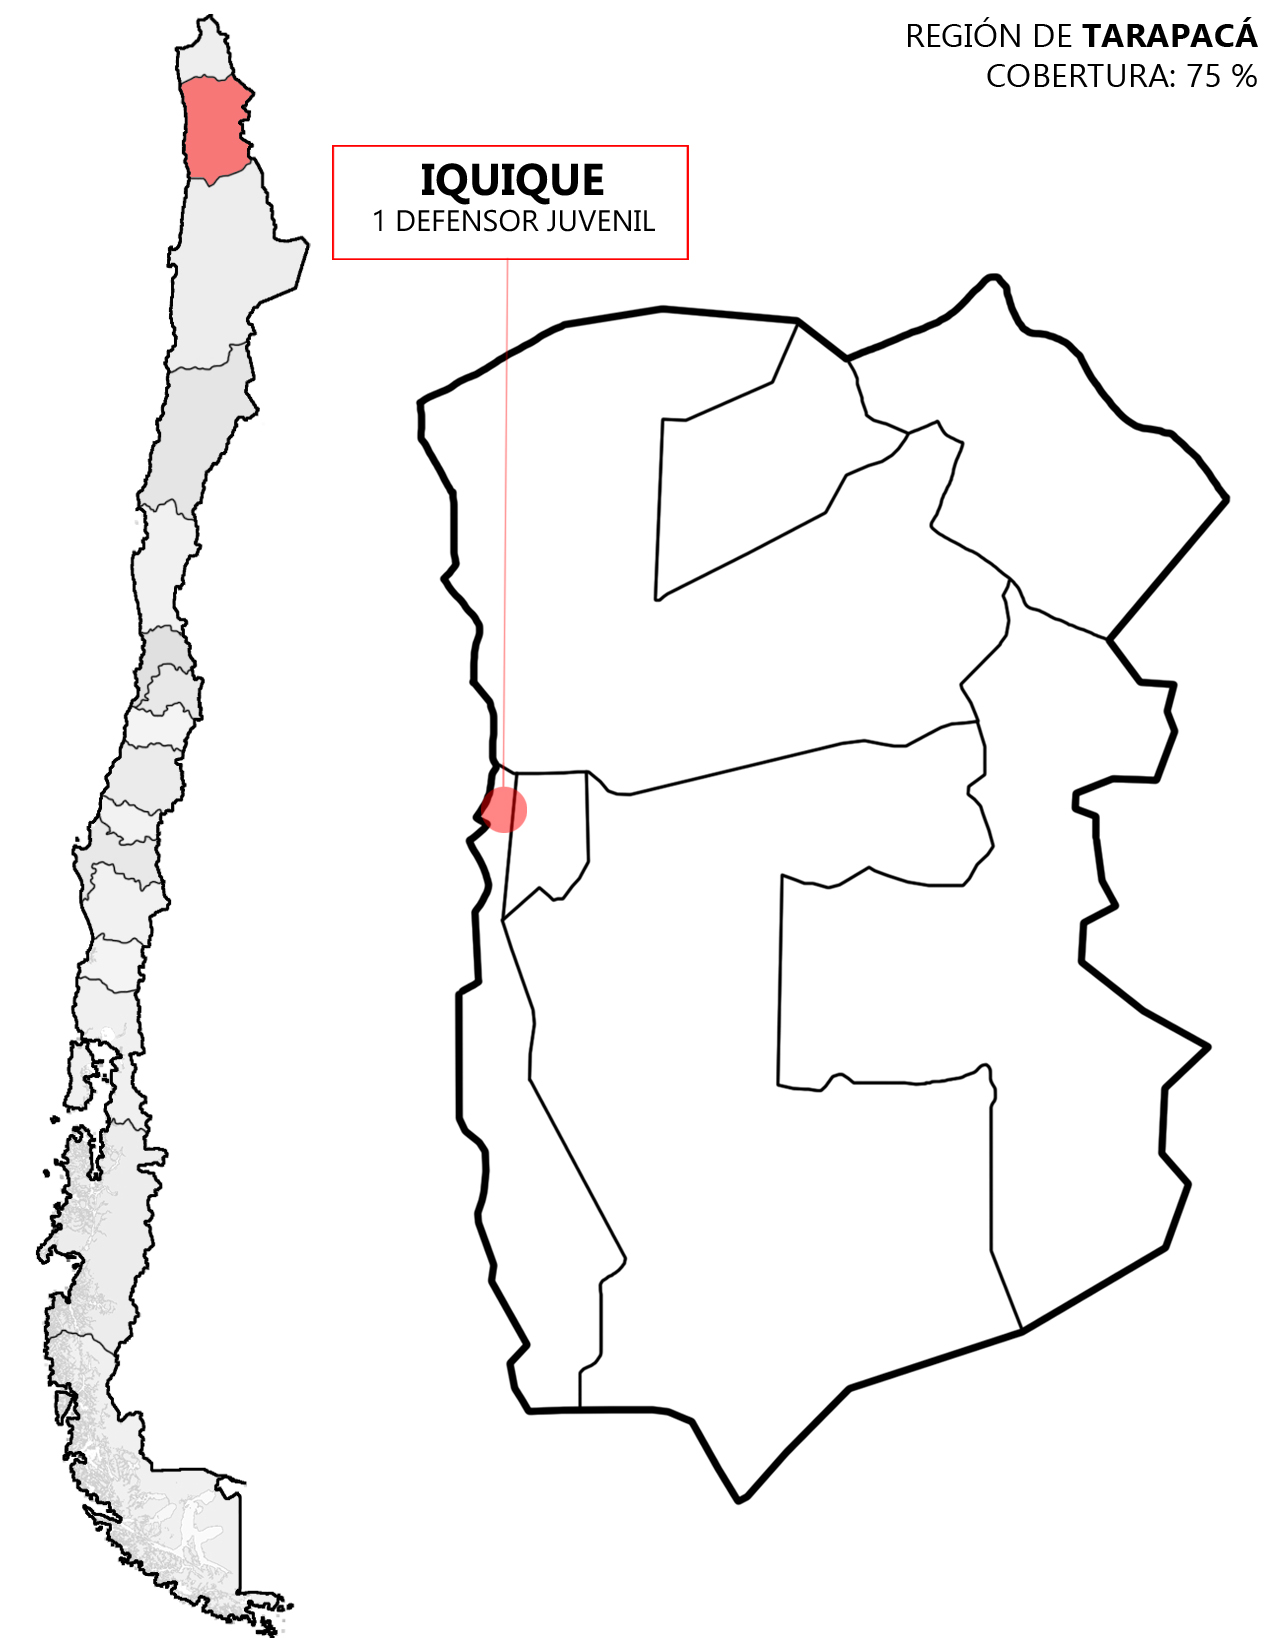 REGIÓN DE TARAPACÁ
COBERTURA: 75 %
IQUIQUE
1 DEFENSOR JUVENIL